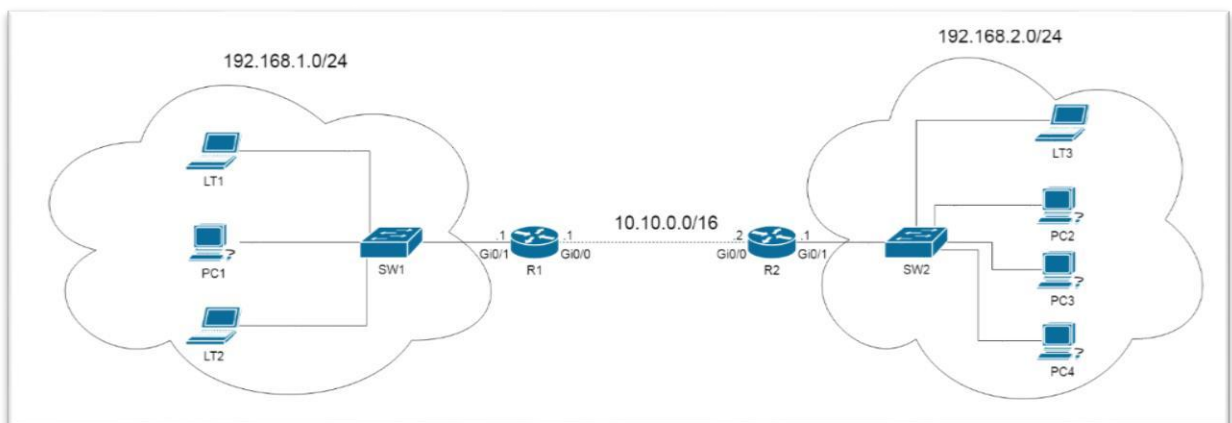 192.168.1.0/24
192.168.2.0/24
LT1
LT3
10.10.0.0/16
PC2
.1 .1
.2 .1
PC1
?
SW1
Gi0/1 Gi0/0
R1
Gi0/0 Gi0/1
R2
SW2
?
PC3
?
LT2
PC4
?